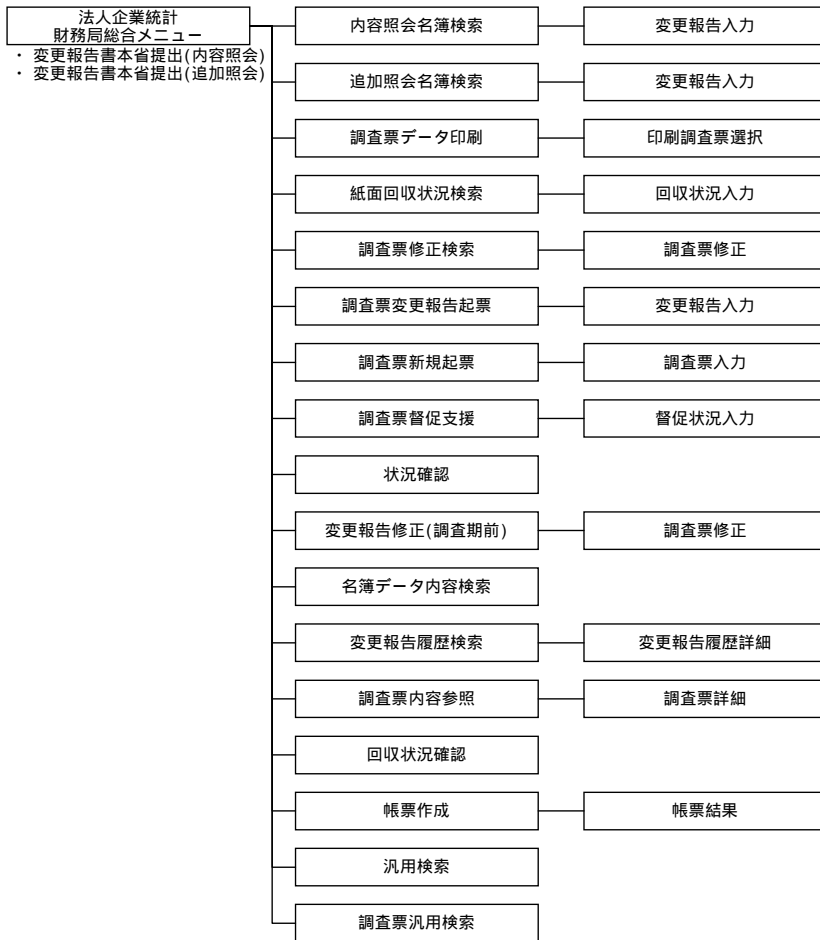 法人企業統計
財務局総合メニュー
・ 変更報告書本省提出(内容照会)
・ 変更報告書本省提出(追加照会)
内容照会名簿検索
変更報告入力
追加照会名簿検索
変更報告入力
調査票データ印刷
印刷調査票選択
紙面回収状況検索
回収状況入力
調査票修正検索
調査票修正
調査票変更報告起票
変更報告入力
調査票新規起票
調査票入力
調査票督促支援
督促状況入力
状況確認
変更報告修正(調査期前)
調査票修正
名簿データ内容検索
変更報告履歴検索
変更報告履歴詳細
調査票内容参照
調査票詳細
回収状況確認
帳票作成
帳票結果
汎用検索
調査票汎用検索